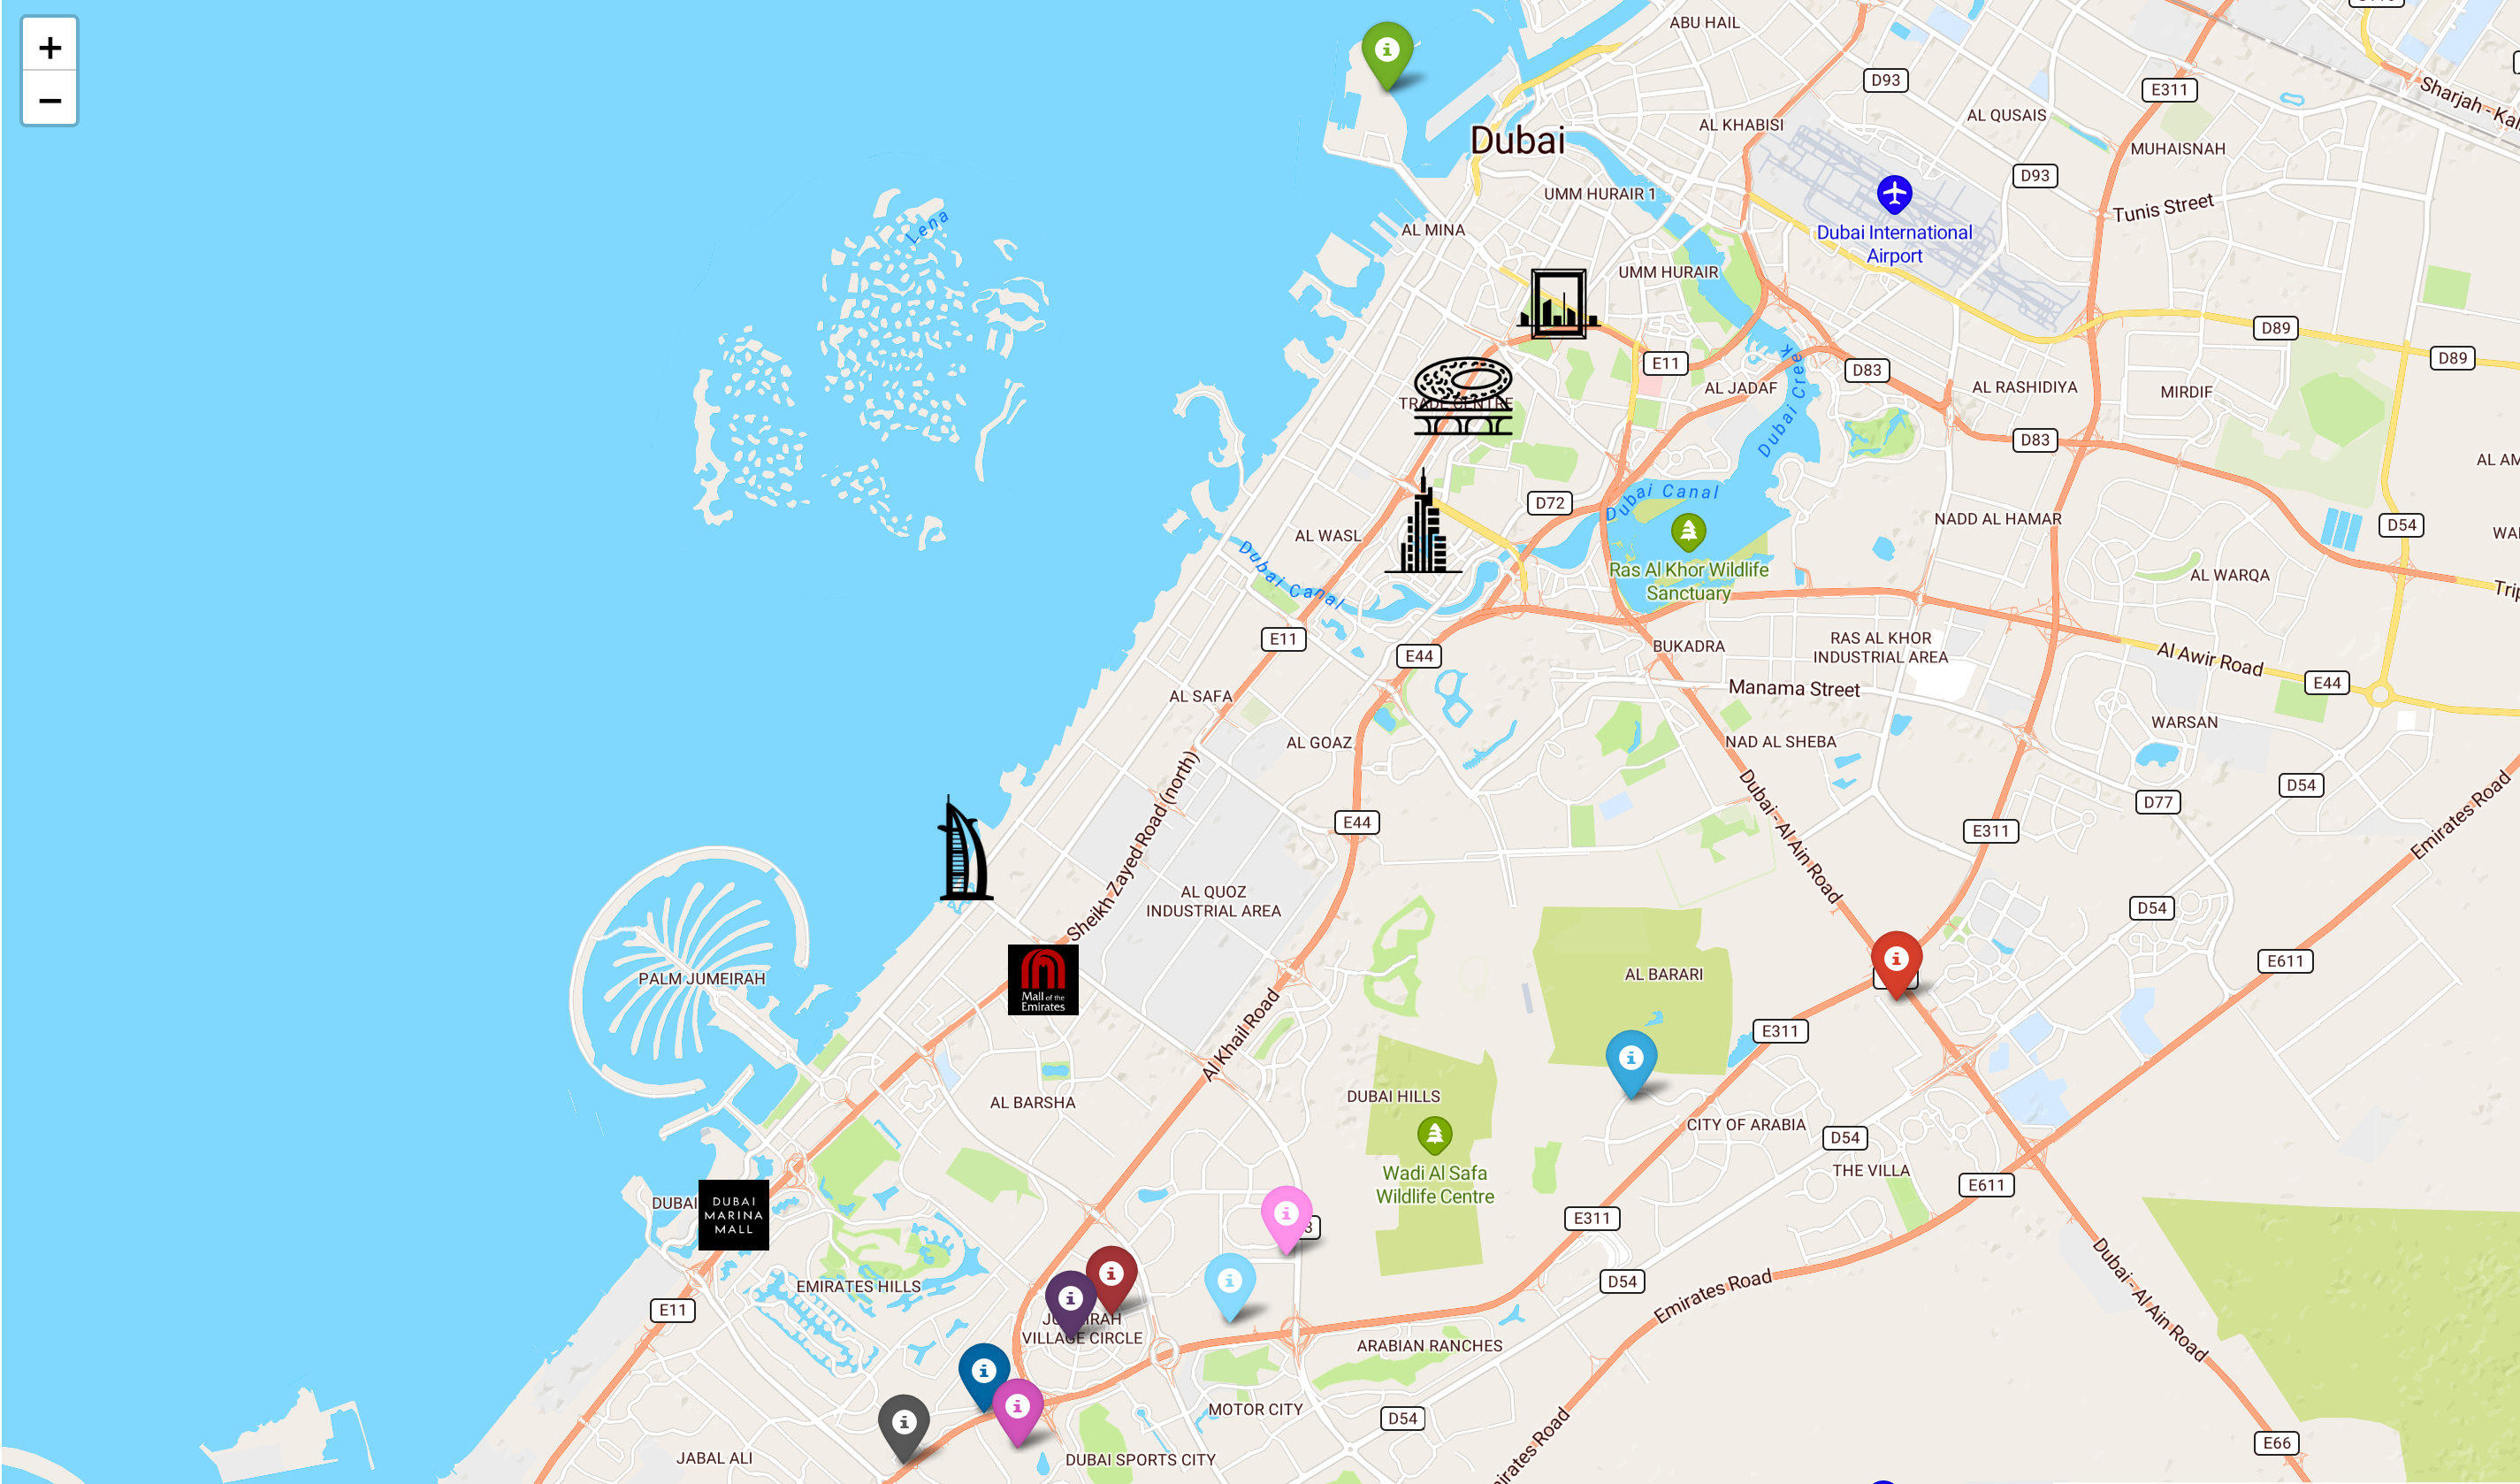 +
−
ABU HAIL
D93
E311
Sharjah - Kal
AL QUSAIS
AL KHABISI
Dubai
MUHAISNAH
D93
UMM HURAIR 1
Tunis Street
Lena
AL MINA
Dubai International
Airport
UMM HURAIR
D89
D89
E11
D83
AL JADAF
AL RASHIDIYA
MIRDIF
TRADE CENTRE
Dubai Creek
D83
AL AM
Dubai Canal
D72
NADD AL HAMAR
D54
AL WASL
Dubai Canal
Ras Al Khor Wildlife
Sanctuary
AL WARQA
Trip
E11
E44
BUKADRA
RAS AL KHOR
INDUSTRIAL AREA
Al Awir Road
E44
Manama Street
AL SAFA
WARSAN
AL GOAZ
NAD AL SHEBA
D54
D77
E44
E311
Sheikh Zayed Road (north)
Dubai - Al Ain Road
Emirates Road
AL QUOZ
INDUSTRIAL AREA
D54
E611
PALM JUMEIRAH
Mall of the
Emirates
AL BARARI
E311
Al Khail Road
AL BARSHA
DUBAI HILLS
CITY OF ARABIA
D54
THE VILLA
Wadi Al Safa
Wildlife Centre
E611
DUBAI
DUBAI
MARINA
MALL
3
E311
EMIRATES HILLS
D54
Emirates Road
E11
VILLAGE CIRCLE
ARABIAN RANCHES
Dubai - Al Ain Road
MOTOR CITY
D54
irates Road
E66
JABAL ALI
DUBAI SPORTS CITY